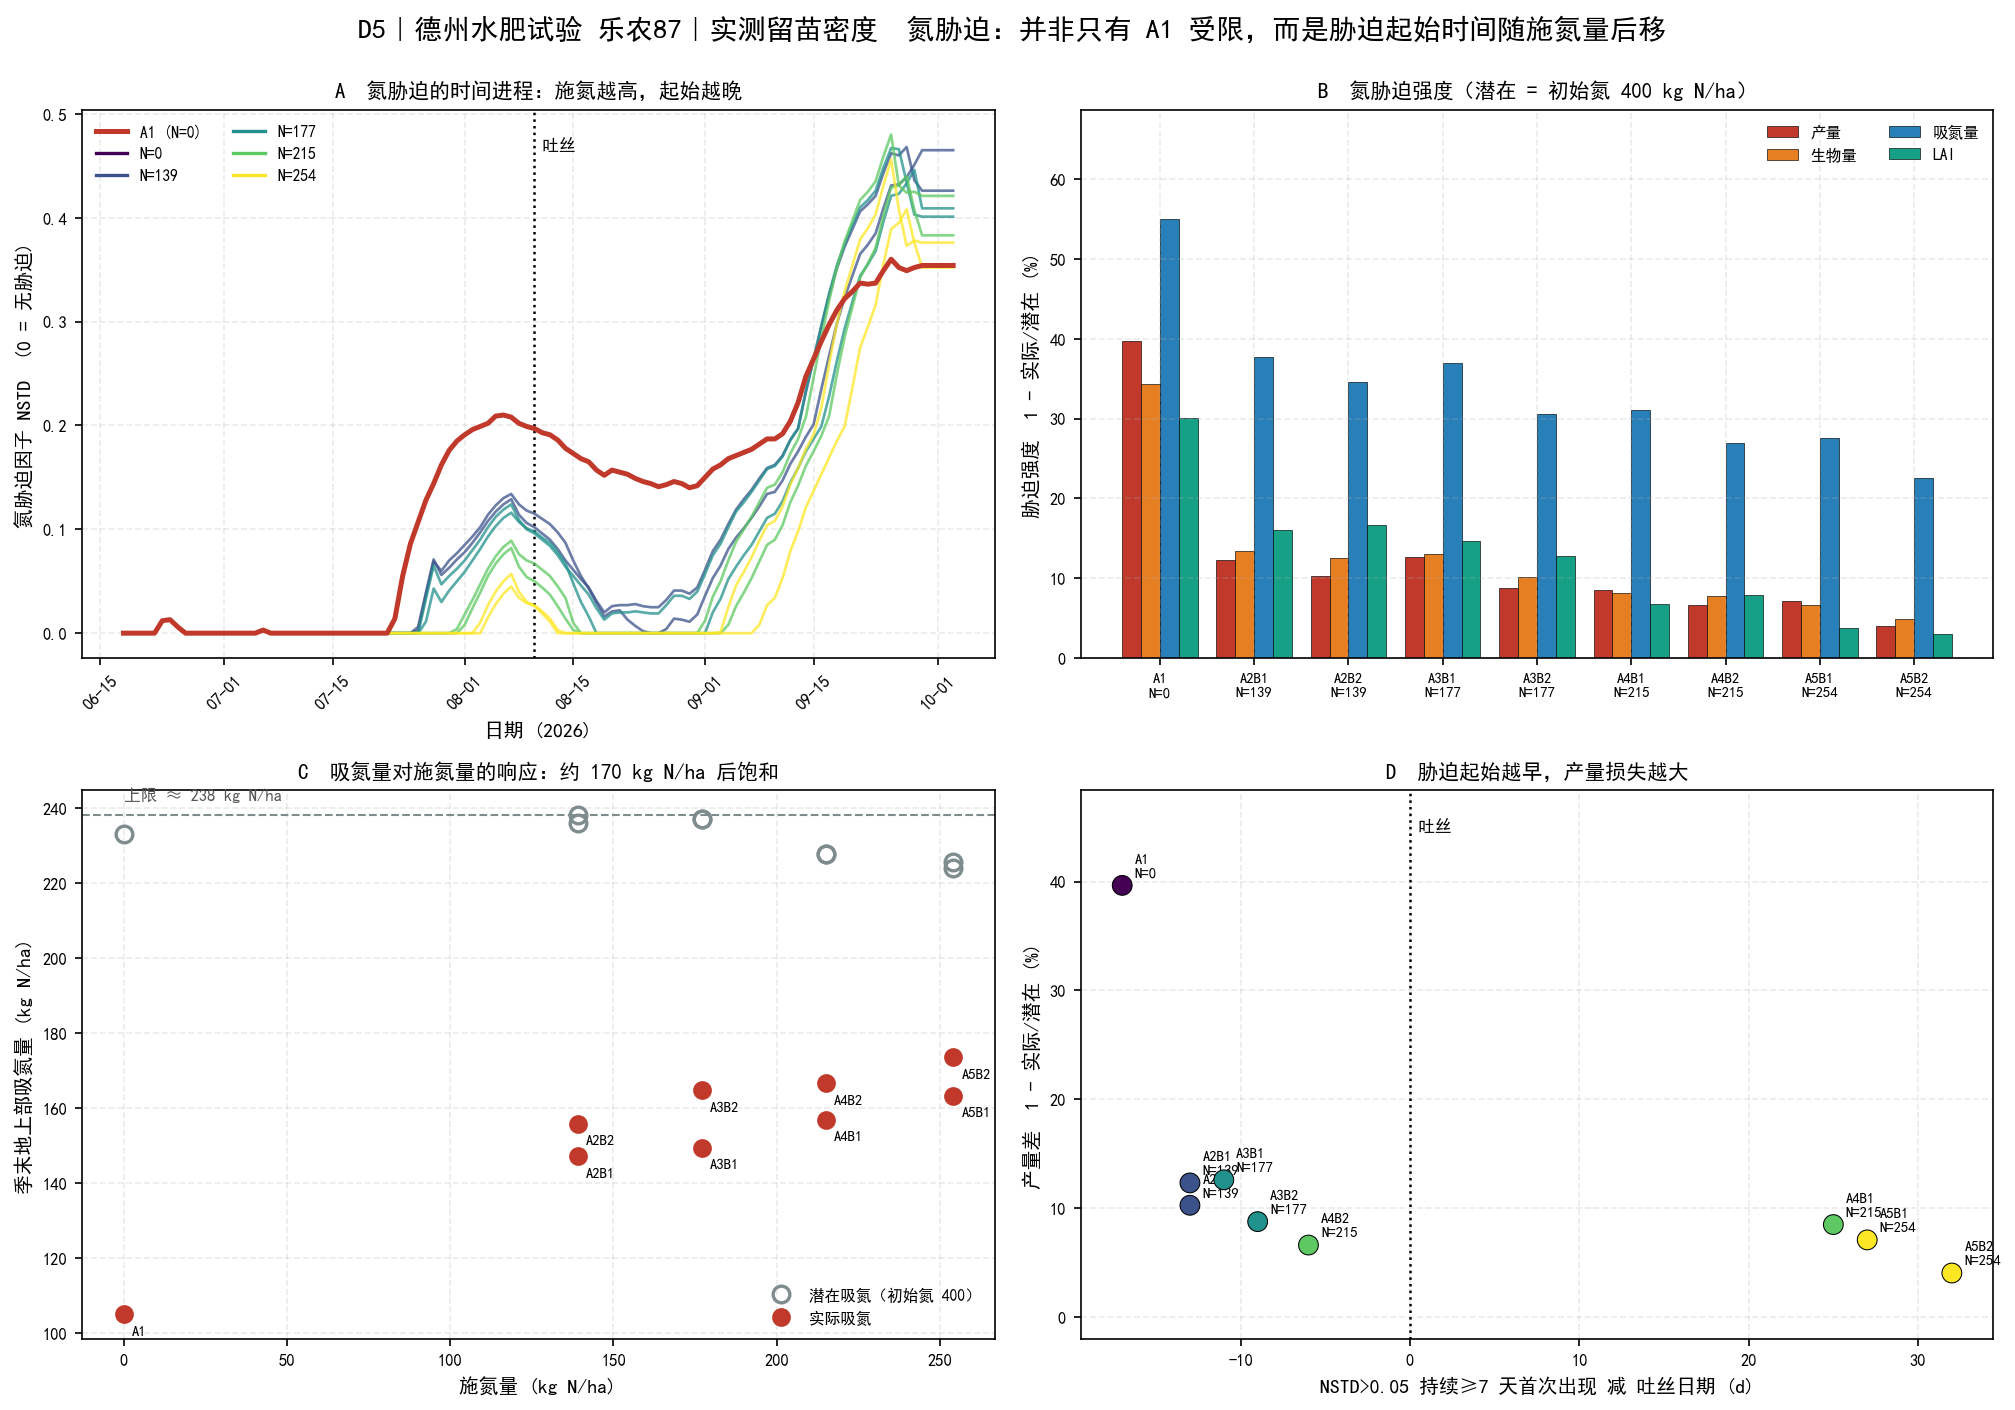 D5｜德州水肥试验 乐农87｜实测留苗密度  氮胁迫：并非只有 A1 受限，而是胁迫起始时间随施氮量后移
A  氮胁迫的时间进程：施氮越高，起始越晚
氮胁迫因子 NSTD (0 = 无胁迫)
0.5
0.4
0.3
0.2
0.1
0.0
A1 (N=0)
N=0
N=139
N=177
N=215
N=254
吐丝
06-15
07-01
07-15
08-01
08-15
09-01
09-15
10-01
日期 (2026)
B  氮胁迫强度（潜在 = 初始氮 400 kg N/ha）
胁迫强度  1 - 实际/潜在 (%)
60
50
40
30
20
10
0
产量
生物量
吸氮量
LAI
A1
N=0
A2B1
N=139
A2B2
N=139
A3B1
N=177
A3B2
N=177
A4B1
N=215
A4B2
N=215
A5B1
N=254
A5B2
N=254
C  吸氮量对施氮量的响应：约 170 kg N/ha 后饱和
季末地上部吸氮量 (kg N/ha)
240
220
200
180
160
140
120
100
上限 ≈ 238 kg N/ha
A5B2
A3B2
A4B2
A5B1
A2B2
A4B1
A2B1
A3B1
A1
潜在吸氮（初始氮 400）
实际吸氮
0
50
100
150
200
250
施氮量 (kg N/ha)
D  胁迫起始越早，产量损失越大
产量差  1 - 实际/潜在 (%)
40
30
20
10
0
吐丝
A1
N=0
A2B1
N=139
N=139
A3B1
N=177
A3B2
N=177
A4B2
N=215
A4B1
N=215
A5B1
N=254
A5B2
N=254
−10
0
10
20
30
NSTD>0.05 持续≥7 天首次出现 减 吐丝日期 (d)